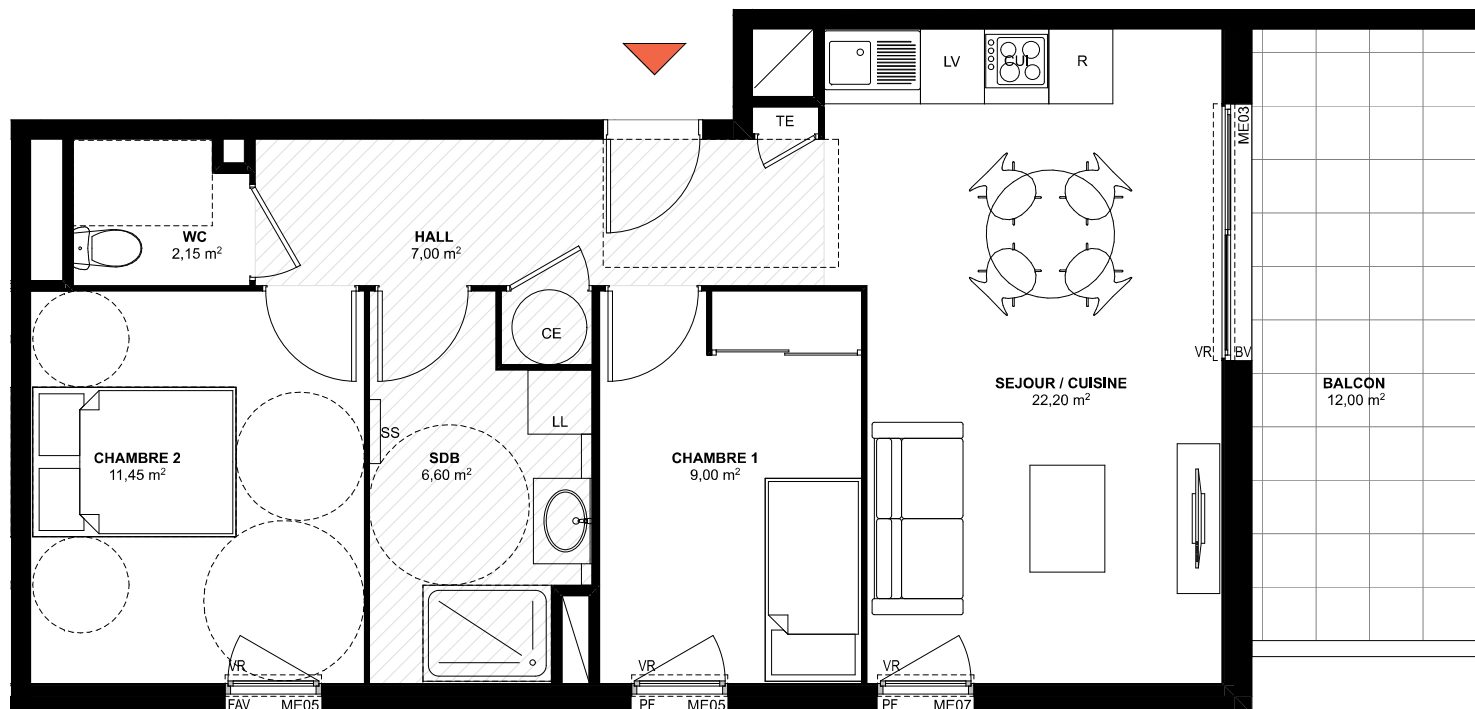 LV
CUI
R
TE
ME03
WC
2,15 m²
HALL
7,00 m²
CE
VR
BV
SEJOUR / CUISINE
22,20 m²
BALCON
12,00 m²
LL
SS
CHAMBRE 2
11,45 m²
SDB
6,60 m²
CHAMBRE 1
9,00 m²
VR
VR
VR
FAV
ME05
PF
ME05
PF
ME07